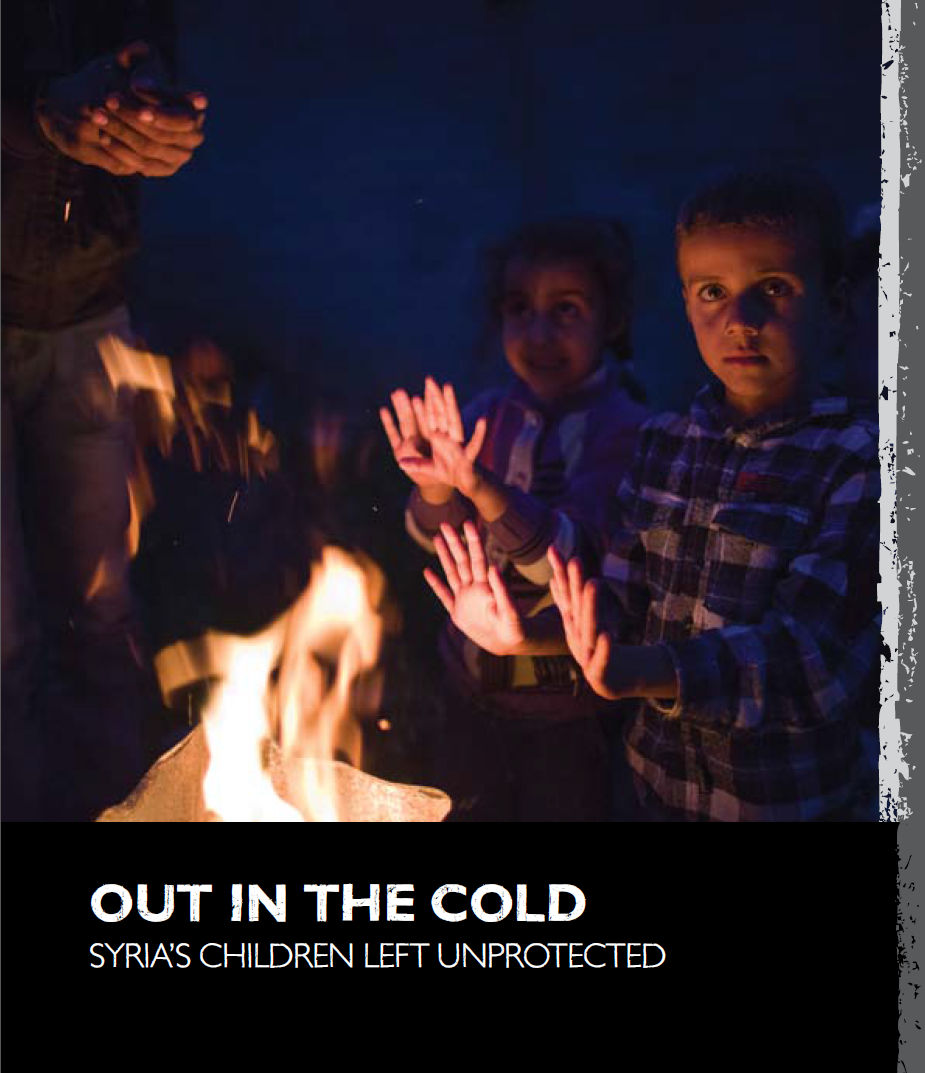 OUT IN THE COLD
SYRIA'S CHILDREN LEFT UNPROTECTED